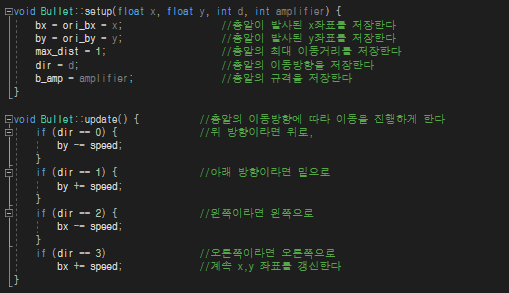 void Bullet::setup(float x, float y, int d, int amplifier) {
bx = ori_bx = x; //총알이 발사된 x좌표를 저장한다
by = ori_by = y; //총알이 발사된 y좌표를 저장한다
max_dist = 1; //총알의 최대 이동거리를 저장한다
dir = d; //총알의 이동방향을 저장한다
b_amp = amplifier; //총알의 규격을 저장한다
}
void Bullet::update() { //총알의 이동방향에 따라 이동을 진행하게 한다
if (dir == 0) { //위 방향이라면 위로,
by -= speed;
}
if (dir == 1) { //아래 방향이라면 밑으로
by += speed;
}
if (dir == 2) { //왼쪽이라면 왼쪽으로
bx -= speed;
}
if (dir == 3) //오른쪽이라면 오른쪽으로
bx += speed; //계속 x,y 좌표를 갱신한다
}